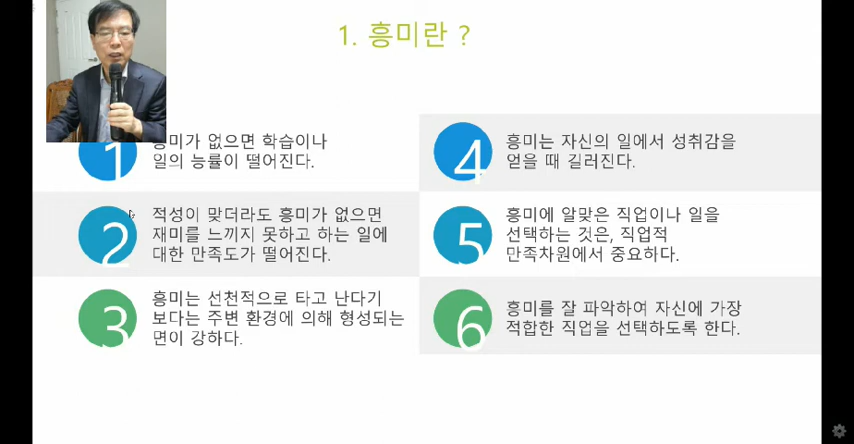 1. 흥미란 ?
1
흥미가 없으면 학습이나
일의 능률이 떨어진다.
2
적성이 맞더라도 흥미가 없으면
재미를 느끼지 못하고 하는 일에
대한 만족도가 떨어진다.
3
흥미는 선천적으로 타고 난다기
보다는 주변 환경에 의해 형성되는
면이 강하다.
4
흥미는 자신의 일에서 성취감을
얻을 때 길러진다.
5
흥미에 알맞은 직업이나 일을
선택하는 것은, 직업적
만족차원에서 중요하다.
6
흥미를 잘 파악하여 자신에 가장
적합한 직업을 선택하도록 한다.